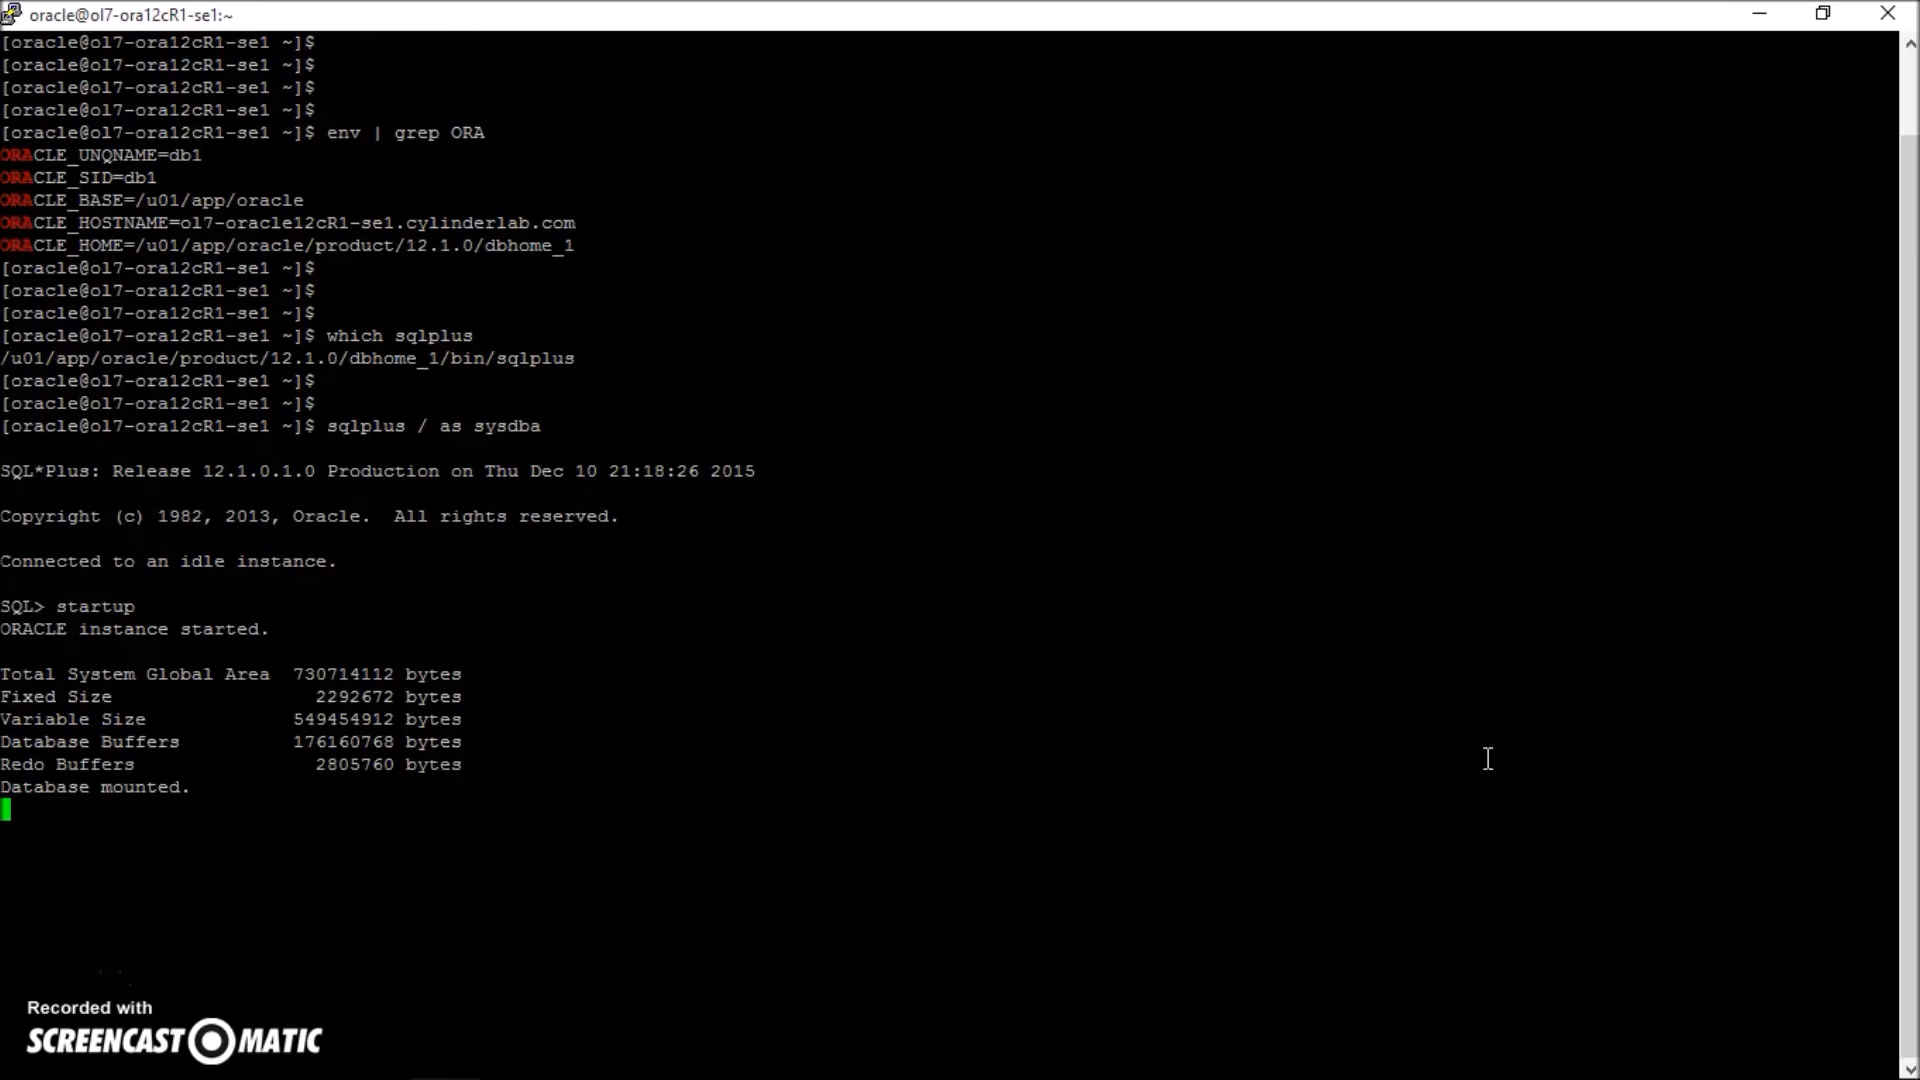 oracle@ol7-ora12cR1-se1:~
[oracle@ol7-ora12cR1-se1 ~]$
[oracle@ol7-ora12cR1-se1 ~]$
[oracle@ol7-ora12cR1-se1 ~]$
[oracle@ol7-ora12cR1-se1 ~]$
[oracle@ol7-ora12cR1-se1 ~]$ env | grep ORA
ORACLE_UNQNAME=db1
ORACLE_SID=db1
ORACLE_BASE=/u01/app/oracle
ORACLE_HOSTNAME=ol7-oracle12cR1-se1.cylinderlab.com
ORACLE_HOME=/u01/app/oracle/product/12.1.0/dbhome_1
[oracle@ol7-ora12cR1-se1 ~]$
[oracle@ol7-ora12cR1-se1 ~]$
[oracle@ol7-ora12cR1-se1 ~]$
[oracle@ol7-ora12cR1-se1 ~]$ which sqlplus
/u01/app/oracle/product/12.1.0/dbhome_1/bin/sqlplus
[oracle@ol7-ora12cR1-se1 ~]$
[oracle@ol7-ora12cR1-se1 ~]$
[oracle@ol7-ora12cR1-se1 ~]$ sqlplus / as sysdba
SQL*Plus: Release 12.1.0.1.0 Production on Thu Dec 10 21:18:26 2015
Copyright (c) 1982, 2013, Oracle.  All rights reserved.
Connected to an idle instance.
SQL> startup
ORACLE instance started.
Total System Global Area  730714112 bytes
Fixed Size                  2292672 bytes
Variable Size             549454912 bytes
Database Buffers          176160768 bytes
Redo Buffers                2805760 bytes
Database mounted.
Recorded with
SCREENCAST MATIC